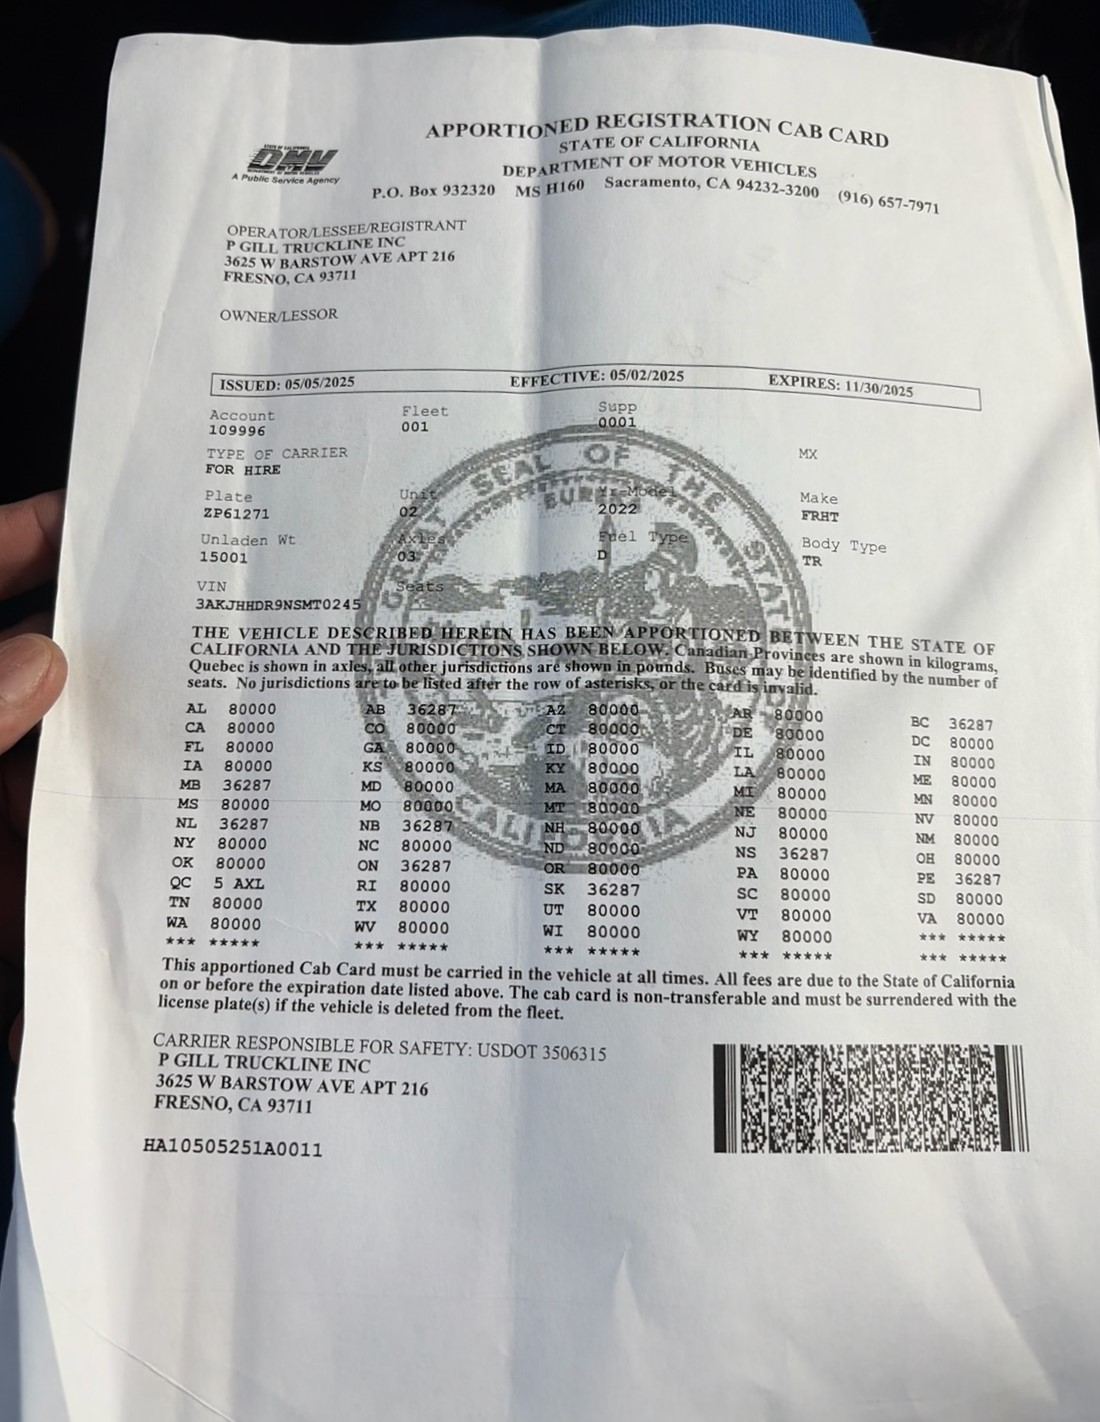 APPORTIONED REGISTRATION CAB CARD
STATE OF CALIFORNIA
DEPARTMENT OF MOTOR VEHICLES
P.O. Box 932320 MS H160 Sacramento, CA 94232-3200 (916) 657-7971
DMV
A Public Service Agency
OPERATOR/LESSEE/REGISTRANT
P GILL TRUCKLINE INC
3625 W BARSTOW AVE APT 216
FRESNO, CA 93711
OWNER/LESSOR
ISSUED: 05/05/2025 EFFECTIVE: 05/02/2025 EXPIRES: 11/30/2025
Account Fleet Supp
109996 001 0001
TYPE OF CARRIER MX
FOR HIRE
Plate Unit Yr-Model Make
ZP61271 02 2022 FRHT
Unladen Wt Axles Fuel Type Body Type
15001 03 D TR
VIN Seats
3AKJHHDR9NSMT0245
GREAT SEAL OF THE STATE
EUREKA
CALIFORNIA
THE VEHICLE DESCRIBED HEREIN HAS BEEN APPORTIONED BETWEEN THE STATE OF
CALIFORNIA AND THE JURISDICTIONS SHOWN BELOW. Canadian Provinces are shown in kilograms,
Quebec is shown in axles, all other jurisdictions are shown in pounds. Buses may be identified by the number of
seats. No jurisdictions are to be listed after the row of asterisks, or the card is invalid.
AL 80000 AB 36287 AZ 80000 AR 80000 BC 36287
CA 80000 CO 80000 CT 80000 DE 80000 DC 80000
FL 80000 GA 80000 ID 80000 IL 80000 IN 80000
IA 80000 KS 80000 KY 80000 LA 80000 ME 80000
MB 36287 MD 80000 MA 80000 MI 80000 MN 80000
MS 80000 MO 80000 MT 80000 NE 80000 NV 80000
NL 36287 NB 36287 NH 80000 NJ 80000 NM 80000
NY 80000 NC 80000 ND 80000 NS 36287 OH 80000
OK 80000 ON 36287 OR 80000 PA 80000 PE 36287
QC 5 AXL RI 80000 SK 36287 SC 80000 SD 80000
TN 80000 TX 80000 UT 80000 VT 80000 VA 80000
WA 80000 WV 80000 WI 80000 WY 80000 *** *****
*** ***** *** ***** *** ***** *** ***** *** *****
This apportioned Cab Card must be carried in the vehicle at all times. All fees are due to the State of California
on or before the expiration date listed above. The cab card is non-transferable and must be surrendered with the
license plate(s) if the vehicle is deleted from the fleet.
CARRIER RESPONSIBLE FOR SAFETY: USDOT 3506315
P GILL TRUCKLINE INC
3625 W BARSTOW AVE APT 216
FRESNO, CA 93711
HA10505251A0011